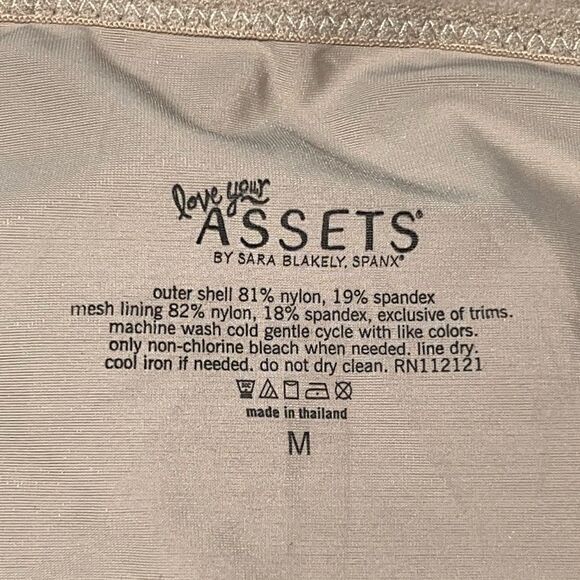 love your
ASSETS®
BY SARA BLAKELY, SPANX®
outer shell 81% nylon, 19% spandex
mesh lining 82% nylon, 18% spandex, exclusive of trims.
machine wash cold gentle cycle with like colors.
only non-chlorine bleach when needed. line dry.
cool iron if needed. do not dry clean. RN112121
made in thailand
M